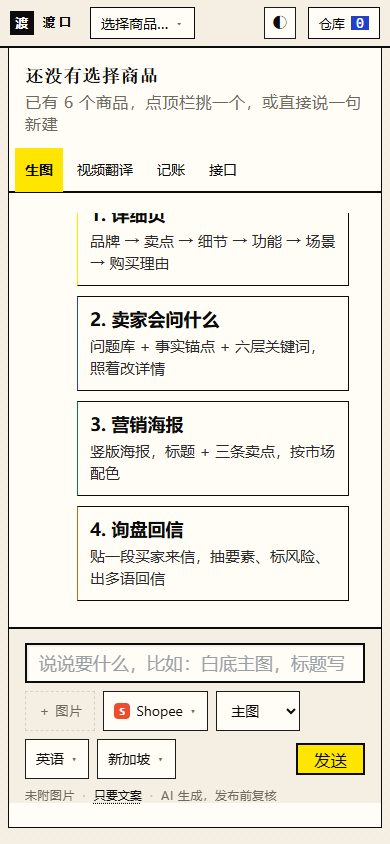 渡 渡口 选择商品… 仓库 0
还没有选择商品
已有 6 个商品，点顶栏挑一个，或直接说一句
新建
生图 视频翻译 记账 接口
1. 详细页
品牌 → 卖点 → 细节 → 功能 → 场景
→ 购买理由
2. 卖家会问什么
问题库 + 事实锚点 + 六层关键词，
照着改详情
3. 营销海报
竖版海报，标题 + 三条卖点，按市场
配色
4. 询盘回信
贴一段买家来信，抽要素、标风险、
出多语回信
说说要什么，比如：白底主图，标题写
+ 图片 S Shopee 主图
英语 新加坡 发送
未附图片 · 只要文案 · AI 生成，发布前复核